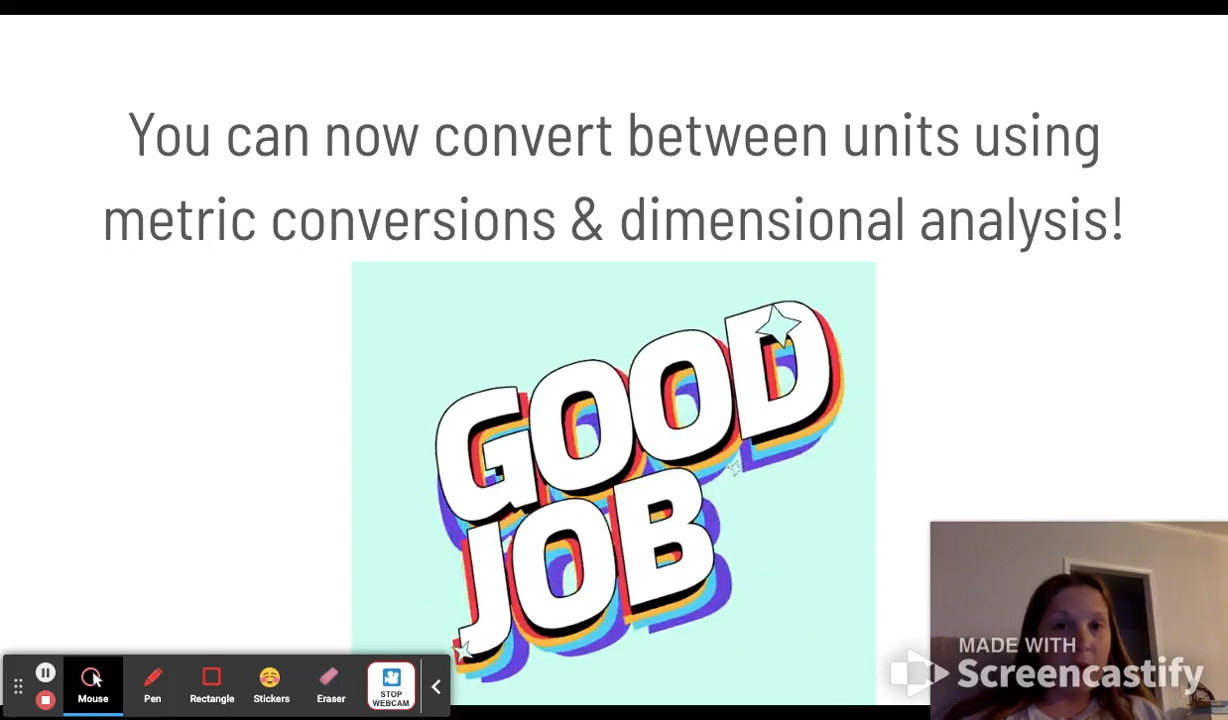 You can now convert between units using
metric conversions & dimensional analysis!
GOOD
JOB
MADE WITH
Screencastify
Mouse
Pen
Rectangle
Stickers
Eraser
STOP
WEBCAM